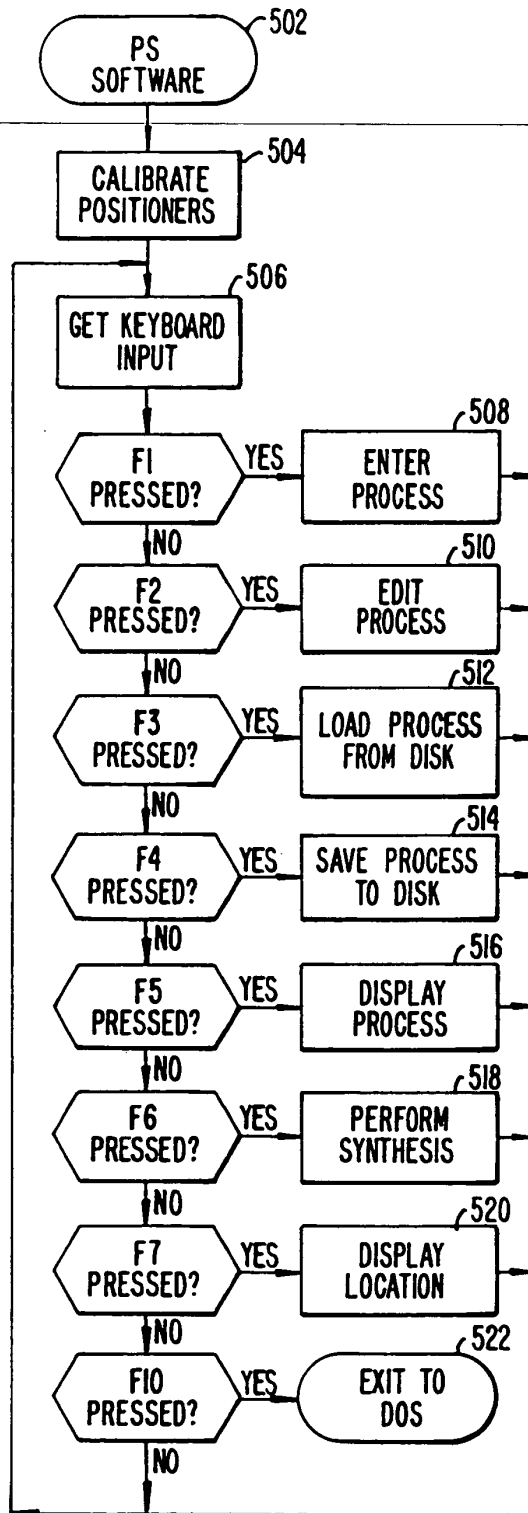 502
PS
SOFTWARE
504
CALIBRATE
POSITIONERS
506
GET KEYBOARD
INPUT
508
F1
PRESSED?
YES
ENTER
PROCESS
NO
510
F2
PRESSED?
YES
EDIT
PROCESS
NO
512
F3
PRESSED?
YES
LOAD PROCESS
FROM DISK
NO
514
F4
PRESSED?
YES
SAVE PROCESS
TO DISK
NO
516
F5
PRESSED?
YES
DISPLAY
PROCESS
NO
518
F6
PRESSED?
YES
PERFORM
SYNTHESIS
NO
520
F7
PRESSED?
YES
DISPLAY
LOCATION
NO
522
F10
PRESSED?
YES
EXIT TO
DOS
NO